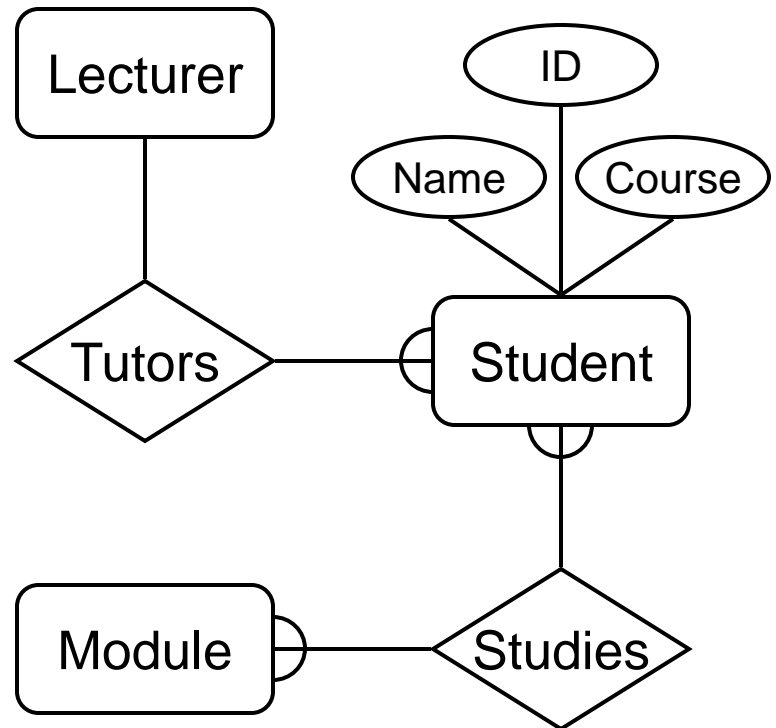 Lecturer
ID
Name
Course
Tutors
Student
Module
Studies